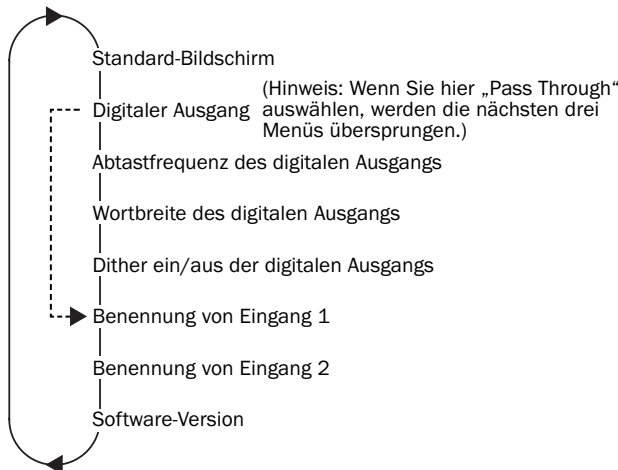 Standard-Bildschirm
Digitaler Ausgang
(Hinweis: Wenn Sie hier „Pass Through“
auswählen, werden die nächsten drei
Menüs übersprungen.)
Abtastfrequenz des digitalen Ausgangs
Wortbreite des digitalen Ausgangs
Dither ein/aus der digitalen Ausgangs
Benennung von Eingang 1
Benennung von Eingang 2
Software-Version